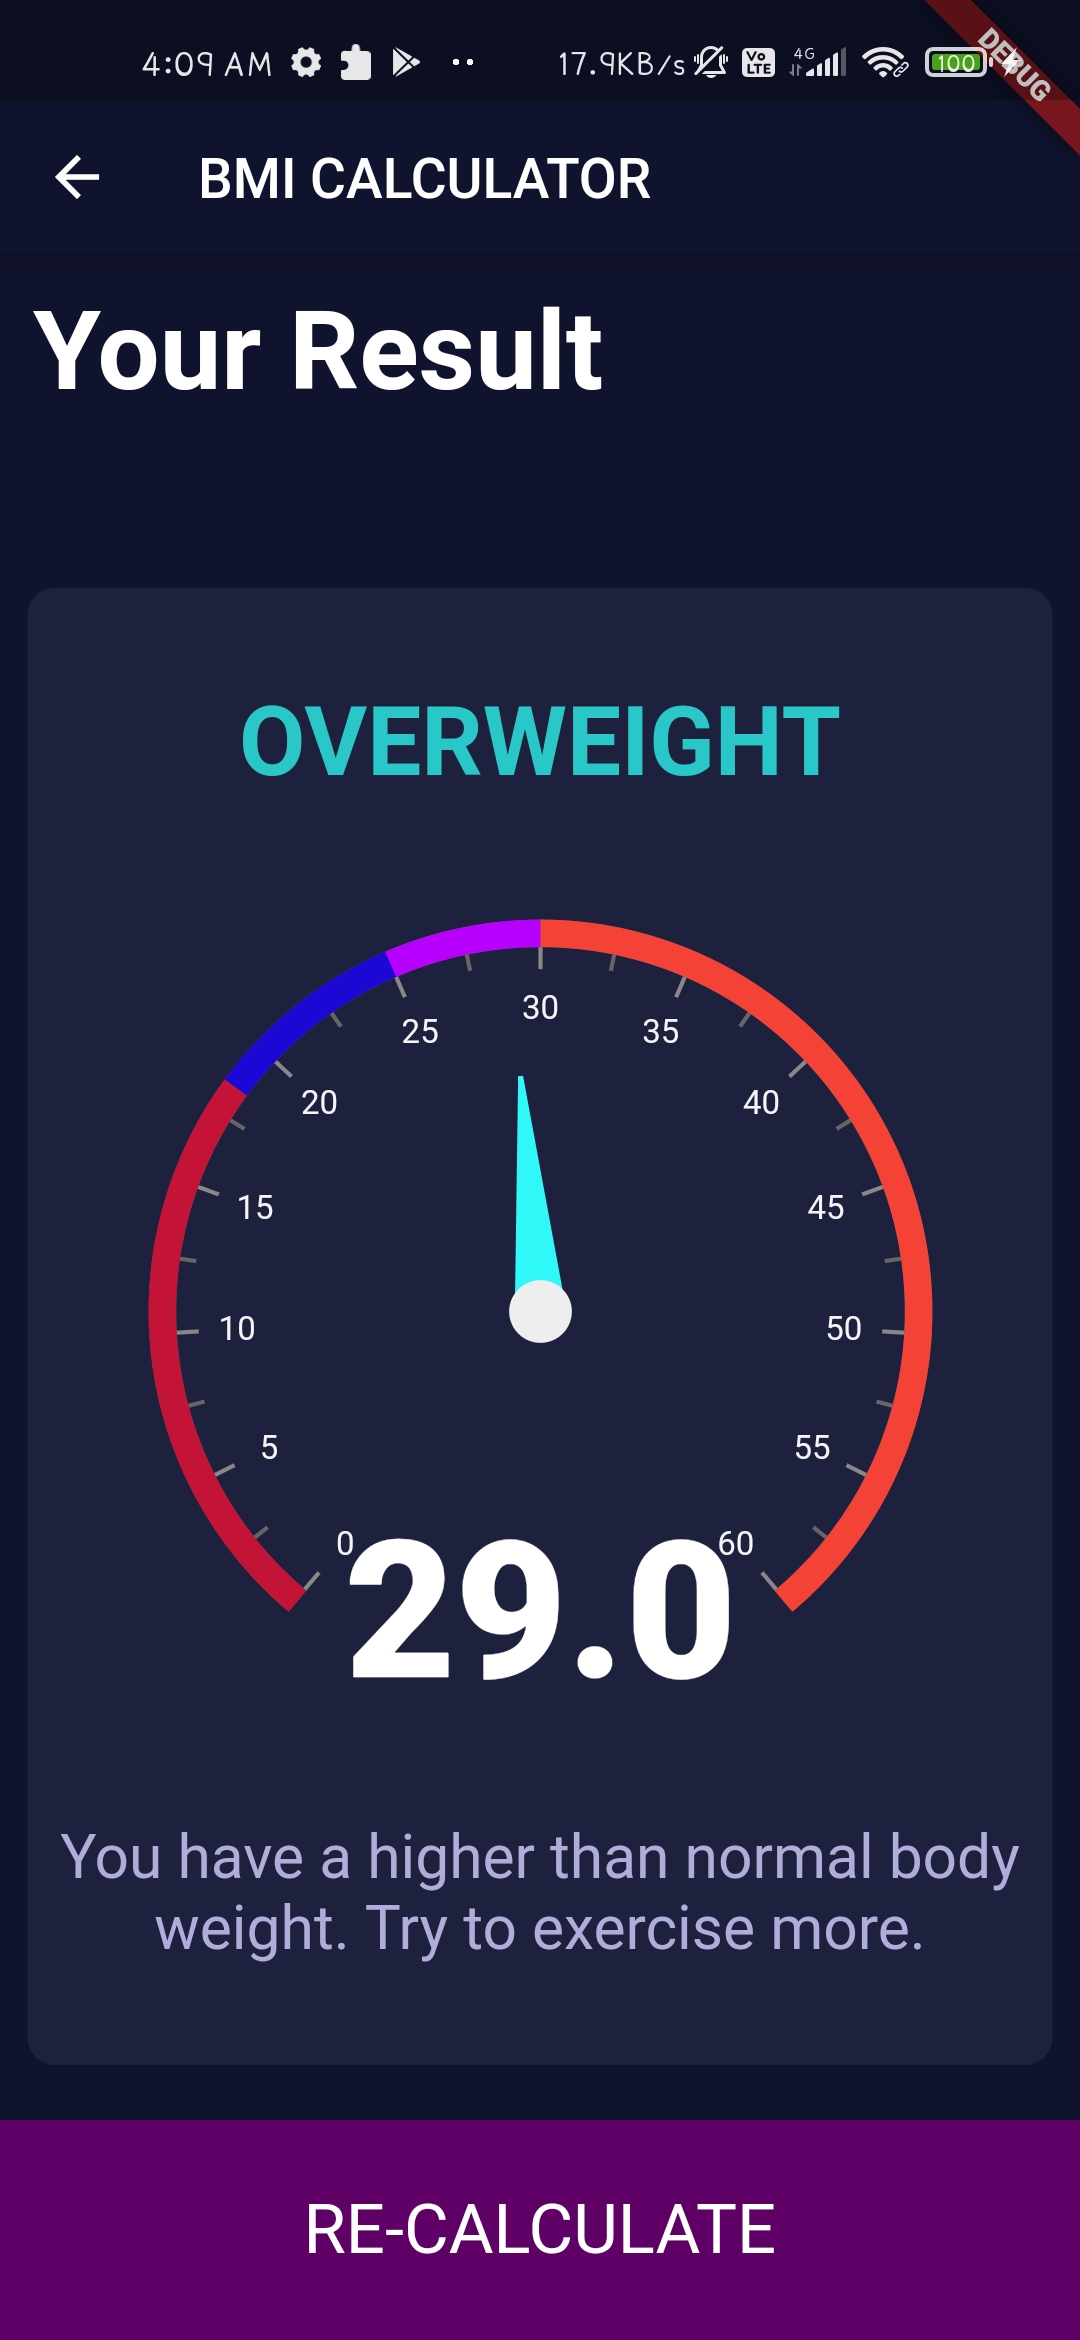 4:09 AM 17.9KB/s Vo LTE 4G 100
DEBUG
BMI CALCULATOR
Your Result
OVERWEIGHT
0
5
10
15
20
25
30
35
40
45
50
55
60
29.0
You have a higher than normal body
weight. Try to exercise more.
RE-CALCULATE